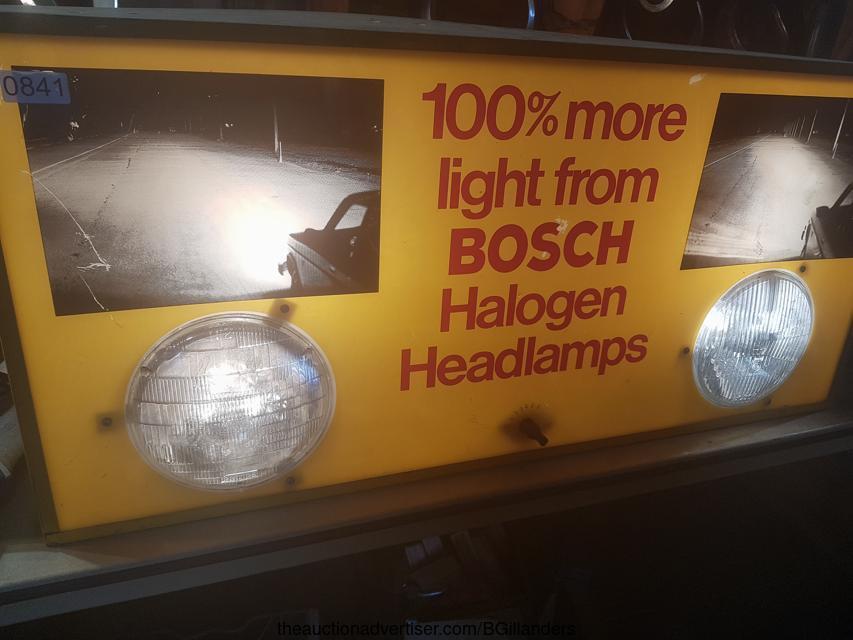 0841
100% more
light from
BOSCH
Halogen
Headlamps
theauctionadvertiser.com/BGillanders